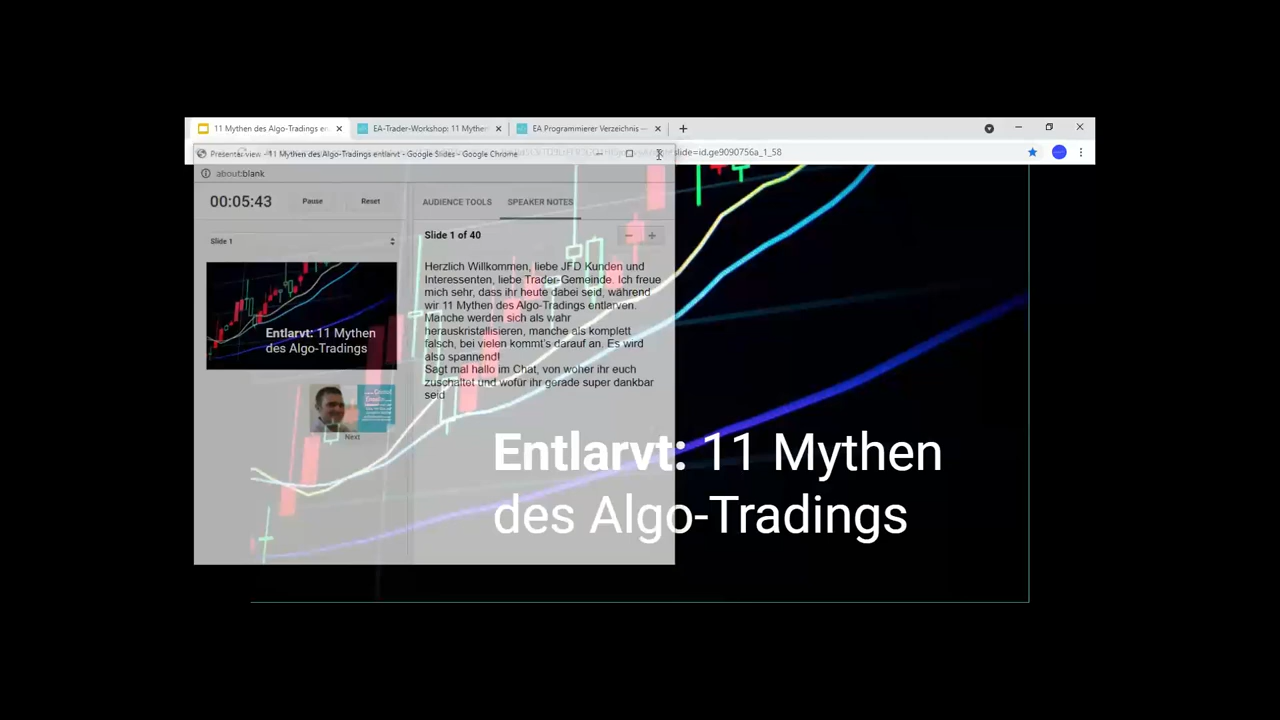 11 Mythen des Algo-Tradings en
EA-Trader-Workshop: 11 Mythen
EA Programmierer Verzeichnis —
Presenter view - 11 Mythen des Algo-Tradings entlarvt - Google Slides - Google Chrome
slide=id.ge9090756a_1_58
about:blank
00:05:43
Pause
Reset
AUDIENCE TOOLS
SPEAKER NOTES
Slide 1
Slide 1 of 40
Entlarvt: 11 Mythen
des Algo-Tradings
Next
Herzlich Willkommen, liebe JFD Kunden und
Interessenten, liebe Trader-Gemeinde. Ich freue
mich sehr, dass ihr heute dabei seid, während
wir 11 Mythen des Algo-Tradings entlarven.
Manche werden sich als wahr
herauskristallisieren, manche als komplett
falsch, bei vielen kommt's darauf an. Es wird
also spannend!
Sagt mal hallo im Chat, von woher ihr euch
zuschaltet und wofür ihr gerade super dankbar
seid
Entlarvt: 11 Mythen
des Algo-Tradings